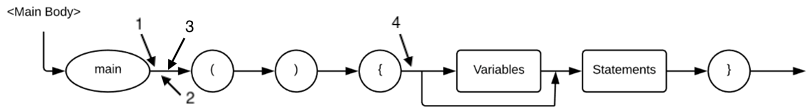 <Main Body>
1
3
4
main
(
)
{
Variables
Statements
}
2